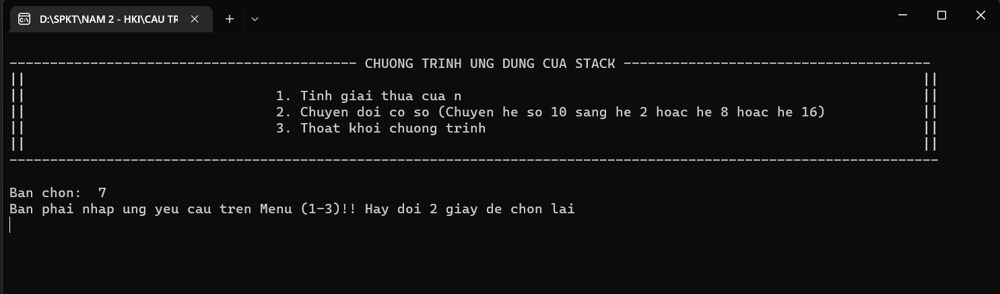 D:\SPKT\NAM 2 - HKI\CAU TR
------------------------------------------- CHUONG TRINH UNG DUNG CUA STACK --------------------------------------
|| ||
|| 1. Tinh giai thua cua n ||
|| 2. Chuyen doi co so (Chuyen he so 10 sang he 2 hoac he 8 hoac he 16) ||
|| 3. Thoat khoi chuong trinh ||
|| ||
-------------------------------------------------------------------------------------------------------------------
Ban chon: 7
Ban phai nhap ung yeu cau tren Menu (1-3)!! Hay doi 2 giay de chon lai